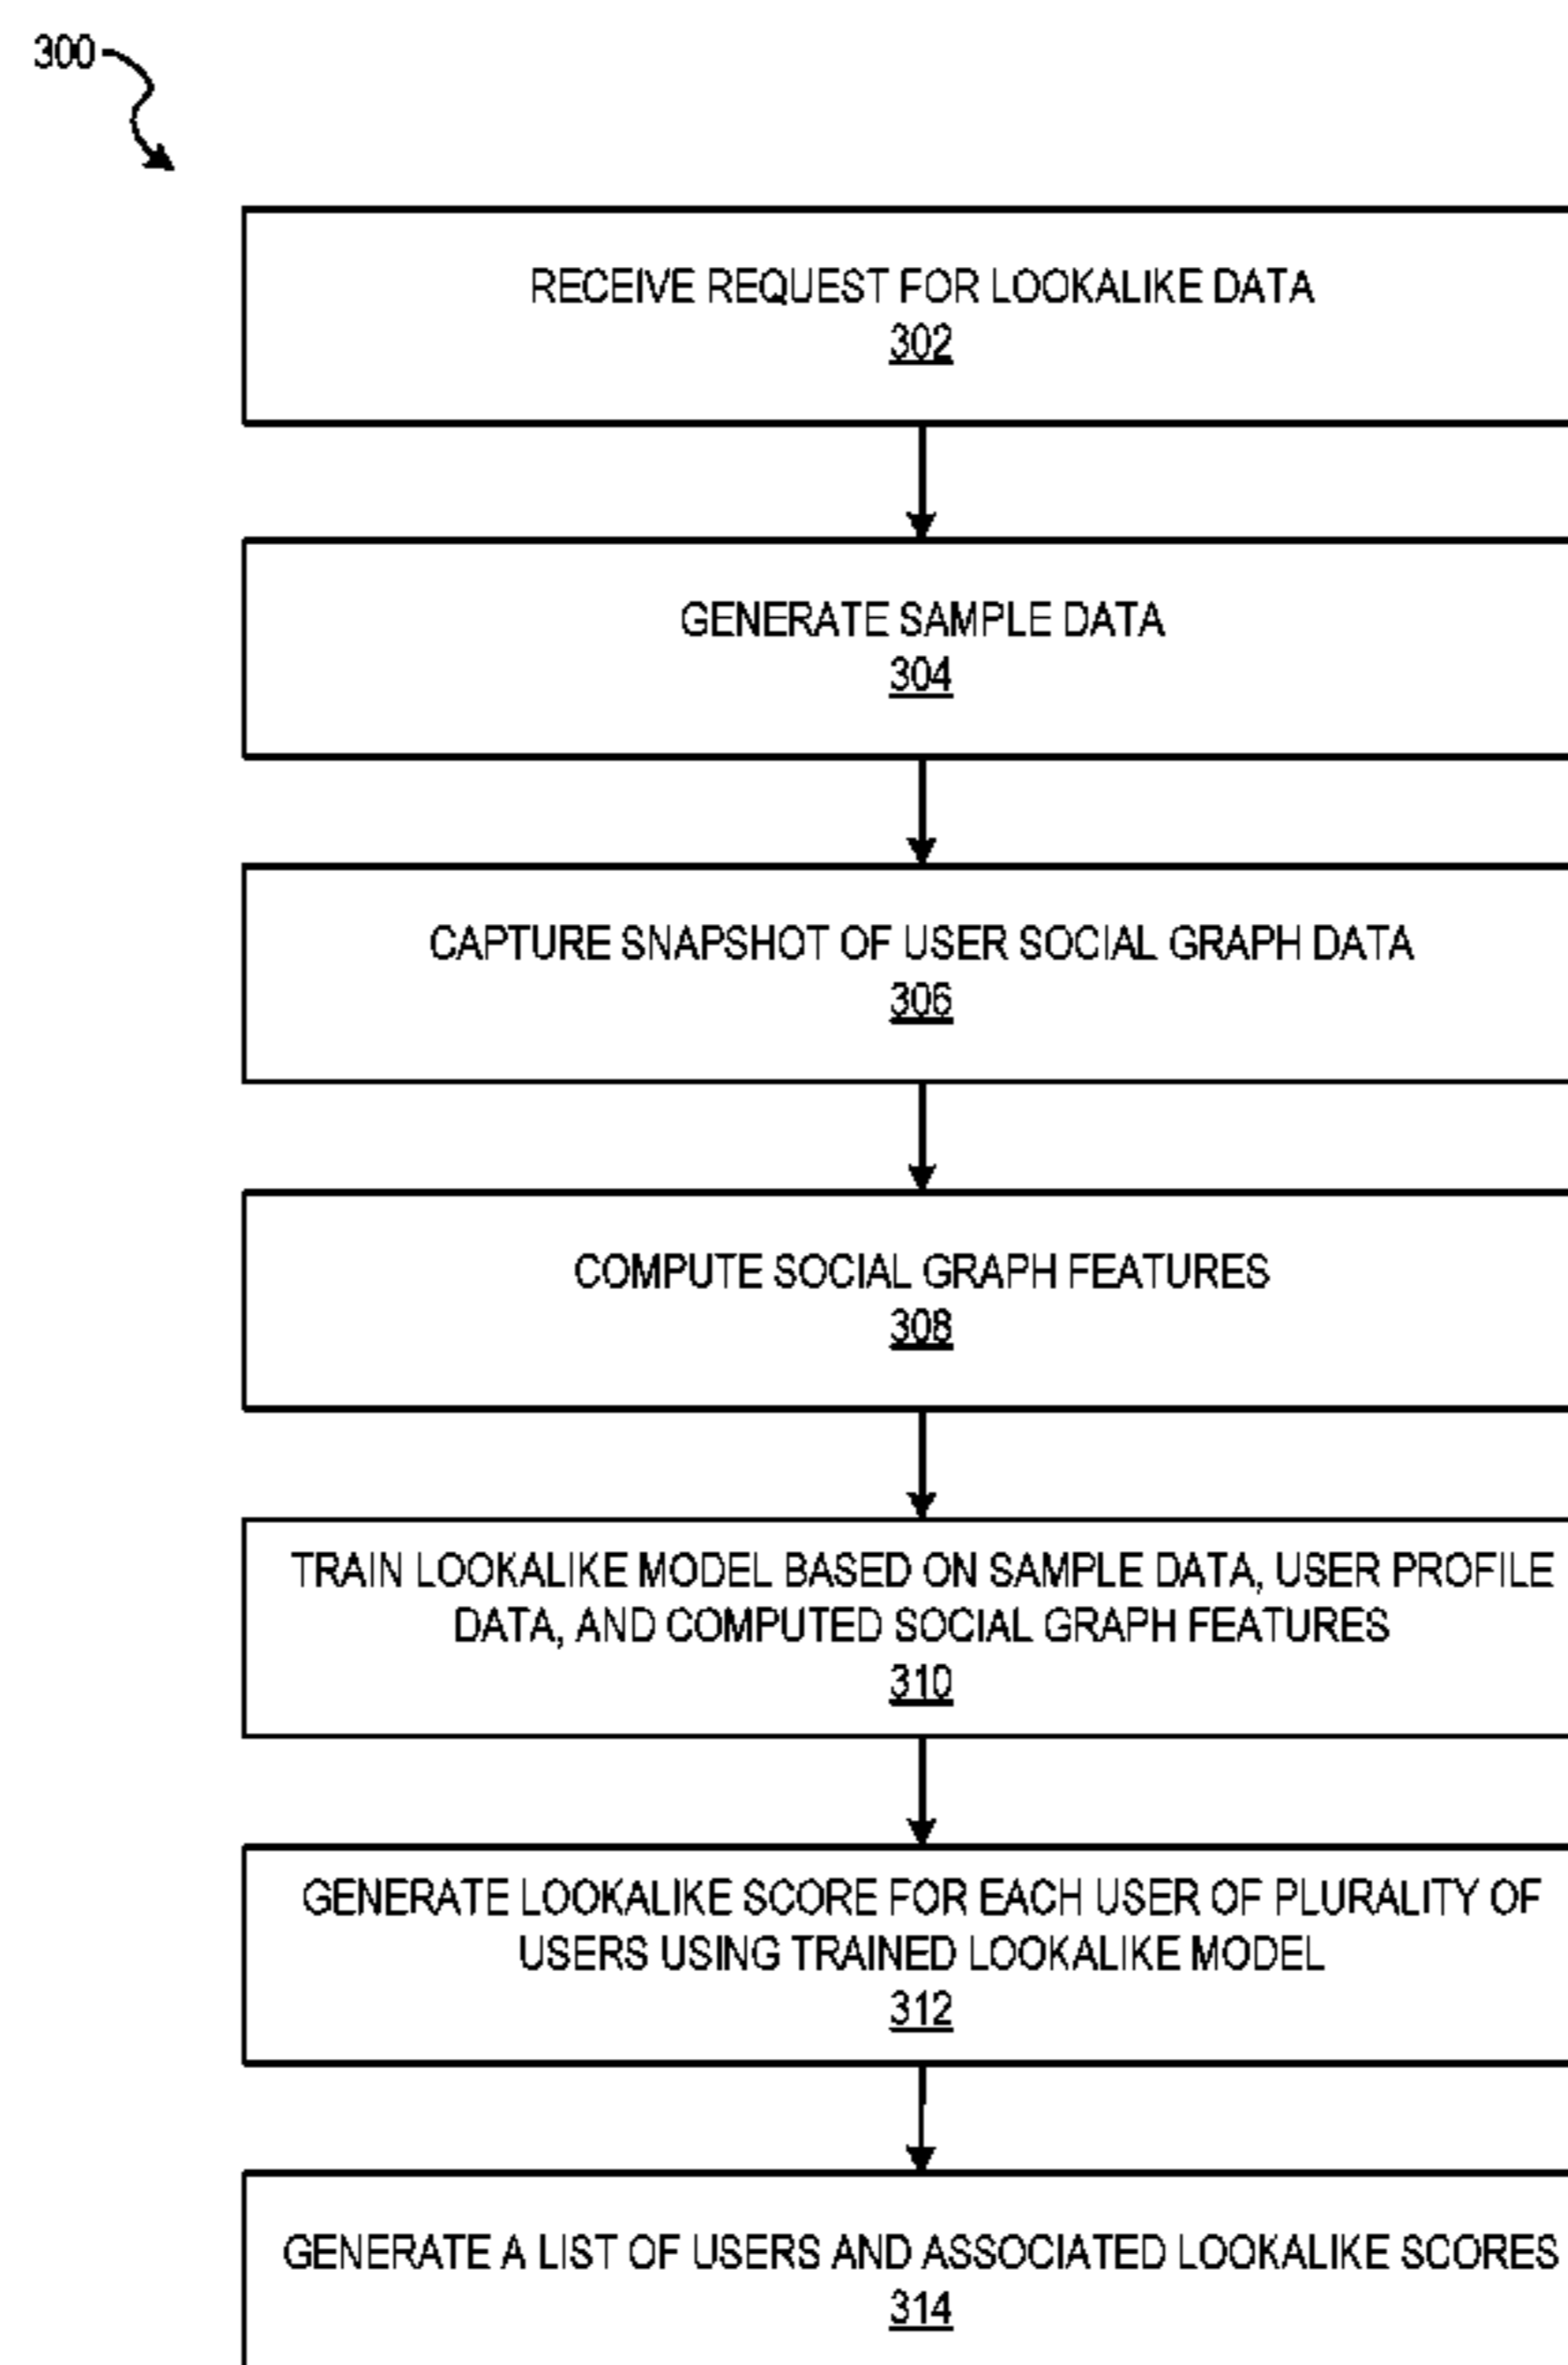 300
RECEIVE REQUEST FOR LOOKALIKE DATA
302
GENERATE SAMPLE DATA
304
CAPTURE SNAPSHOT OF USER SOCIAL GRAPH DATA
306
COMPUTE SOCIAL GRAPH FEATURES
308
TRAIN LOOKALIKE MODEL BASED ON SAMPLE DATA, USER PROFILE
DATA, AND COMPUTED SOCIAL GRAPH FEATURES
310
GENERATE LOOKALIKE SCORE FOR EACH USER OF PLURALITY OF
USERS USING TRAINED LOOKALIKE MODEL
312
GENERATE A LIST OF USERS AND ASSOCIATED LOOKALIKE SCORES
314